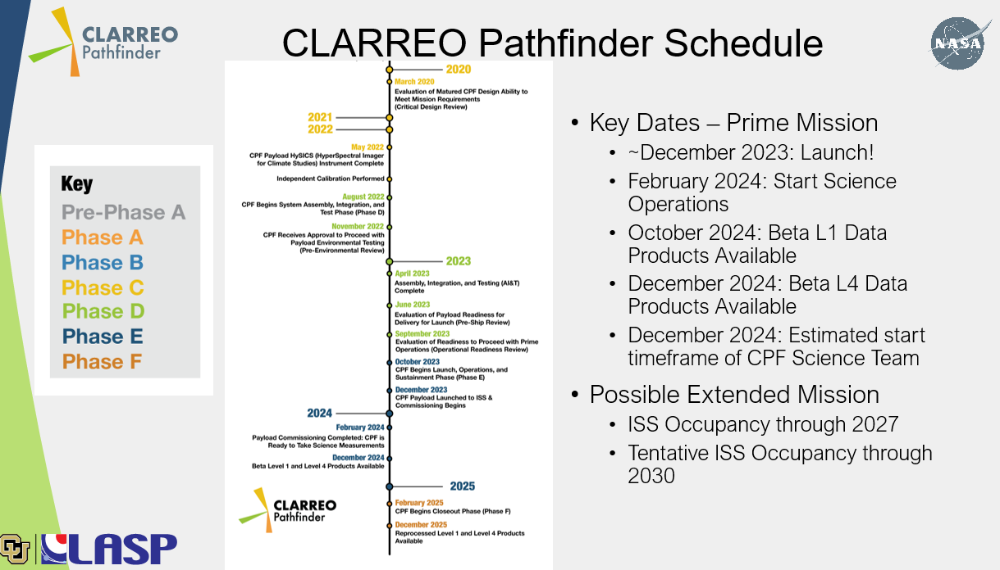 CLARREO
Pathfinder
CLARREO Pathfinder Schedule
NASA
Key
Pre-Phase A
Phase A
Phase B
Phase C
Phase D
Phase E
Phase F
2020
March 2020
Evaluation of Matured CPF Design Ability to
Meet Mission Requirements
(Critical Design Review)
2021
2022
May 2022
CPF Payload HySICS (HyperSpectral Imager
for Climate Studies) Instrument Complete
Independent Calibration Performed
August 2022
CPF Begins System Assembly, Integration, and
Test Phase (Phase D)
November 2022
CPF Receives Approval to Proceed with
Payload Environmental Testing
(Pre-Environmental Review)
2023
April 2023
Assembly, Integration, and Testing (AI&T)
Complete
June 2023
Evaluation of Payload Readiness for
Delivery for Launch (Pre-Ship Review)
September 2023
Evaluation of Readiness to Proceed with Prime
Operations (Operational Readiness Review)
October 2023
CPF Begins Launch, Operations, and
Sustainment Phase (Phase E)
December 2023
CPF Payload Launched to ISS &
Commissioning Begins
2024
February 2024
Payload Commissioning Completed: CPF is
Ready to Take Science Measurements
December 2024
Beta Level 1 and Level 4 Products Available
2025
February 2025
CPF Begins Closeout Phase (Phase F)
December 2025
Reprocessed Level 1 and Level 4 Products
Available
CLARREO
Pathfinder
• Key Dates – Prime Mission
• ~December 2023: Launch!
• February 2024: Start Science
Operations
• October 2024: Beta L1 Data
Products Available
• December 2024: Beta L4 Data
Products Available
• December 2024: Estimated start
timeframe of CPF Science Team
• Possible Extended Mission
• ISS Occupancy through 2027
• Tentative ISS Occupancy through
2030
CU
LASP